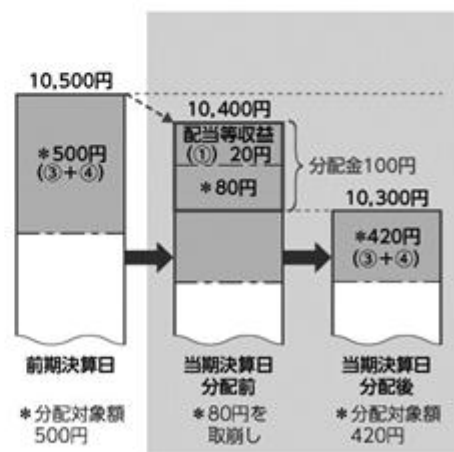 10,500円
＊500円
(③＋④)
前期決算日
＊分配対象額
500円
10,400円
配当等収益
(①) 20円
＊80円
分配金100円
当期決算日
分配前
＊80円を
取崩し
10,300円
＊420円
(③＋④)
当期決算日
分配後
＊分配対象額
420円